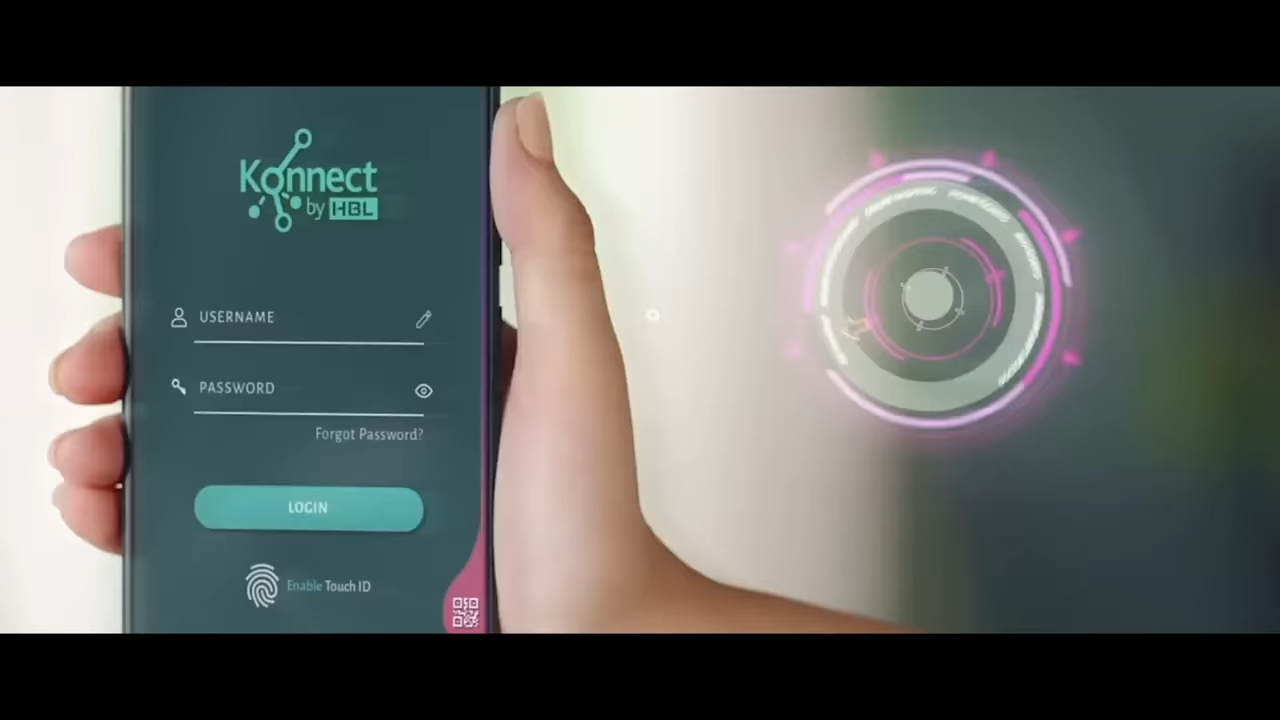 Konnect
by HBL
USERNAME
PASSWORD
Forgot Password?
LOGIN
Enable Touch ID